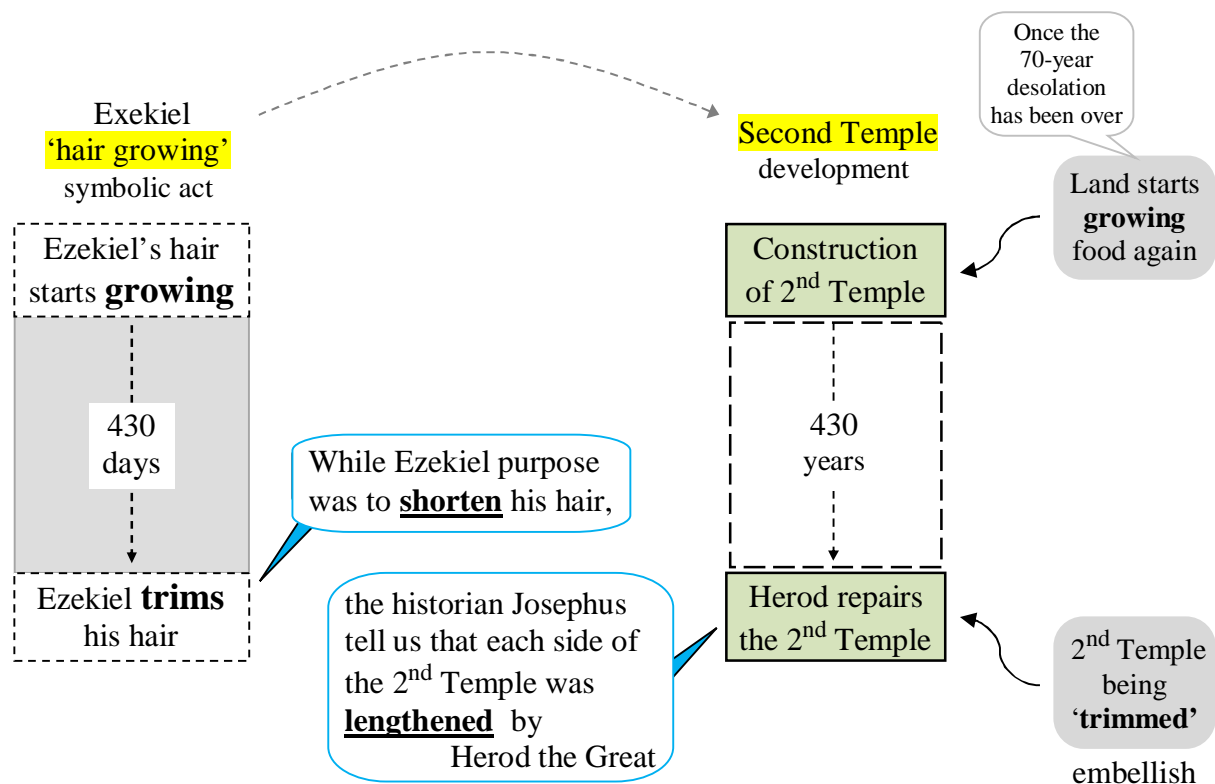 Once the
70-year
desolation
has been over
Exekiel
‘hair growing’
symbolic act
Second Temple
development
Land starts
growing
food again
Ezekiel’s hair
starts growing
Construction
of 2nd Temple
430
days
430
years
While Ezekiel purpose
was to shorten his hair,
Ezekiel trims
his hair
the historian Josephus
tell us that each side of
the 2nd Temple was
lengthened by
Herod the Great
Herod repairs
the 2nd Temple
2nd Temple
being
‘trimmed’
embellish